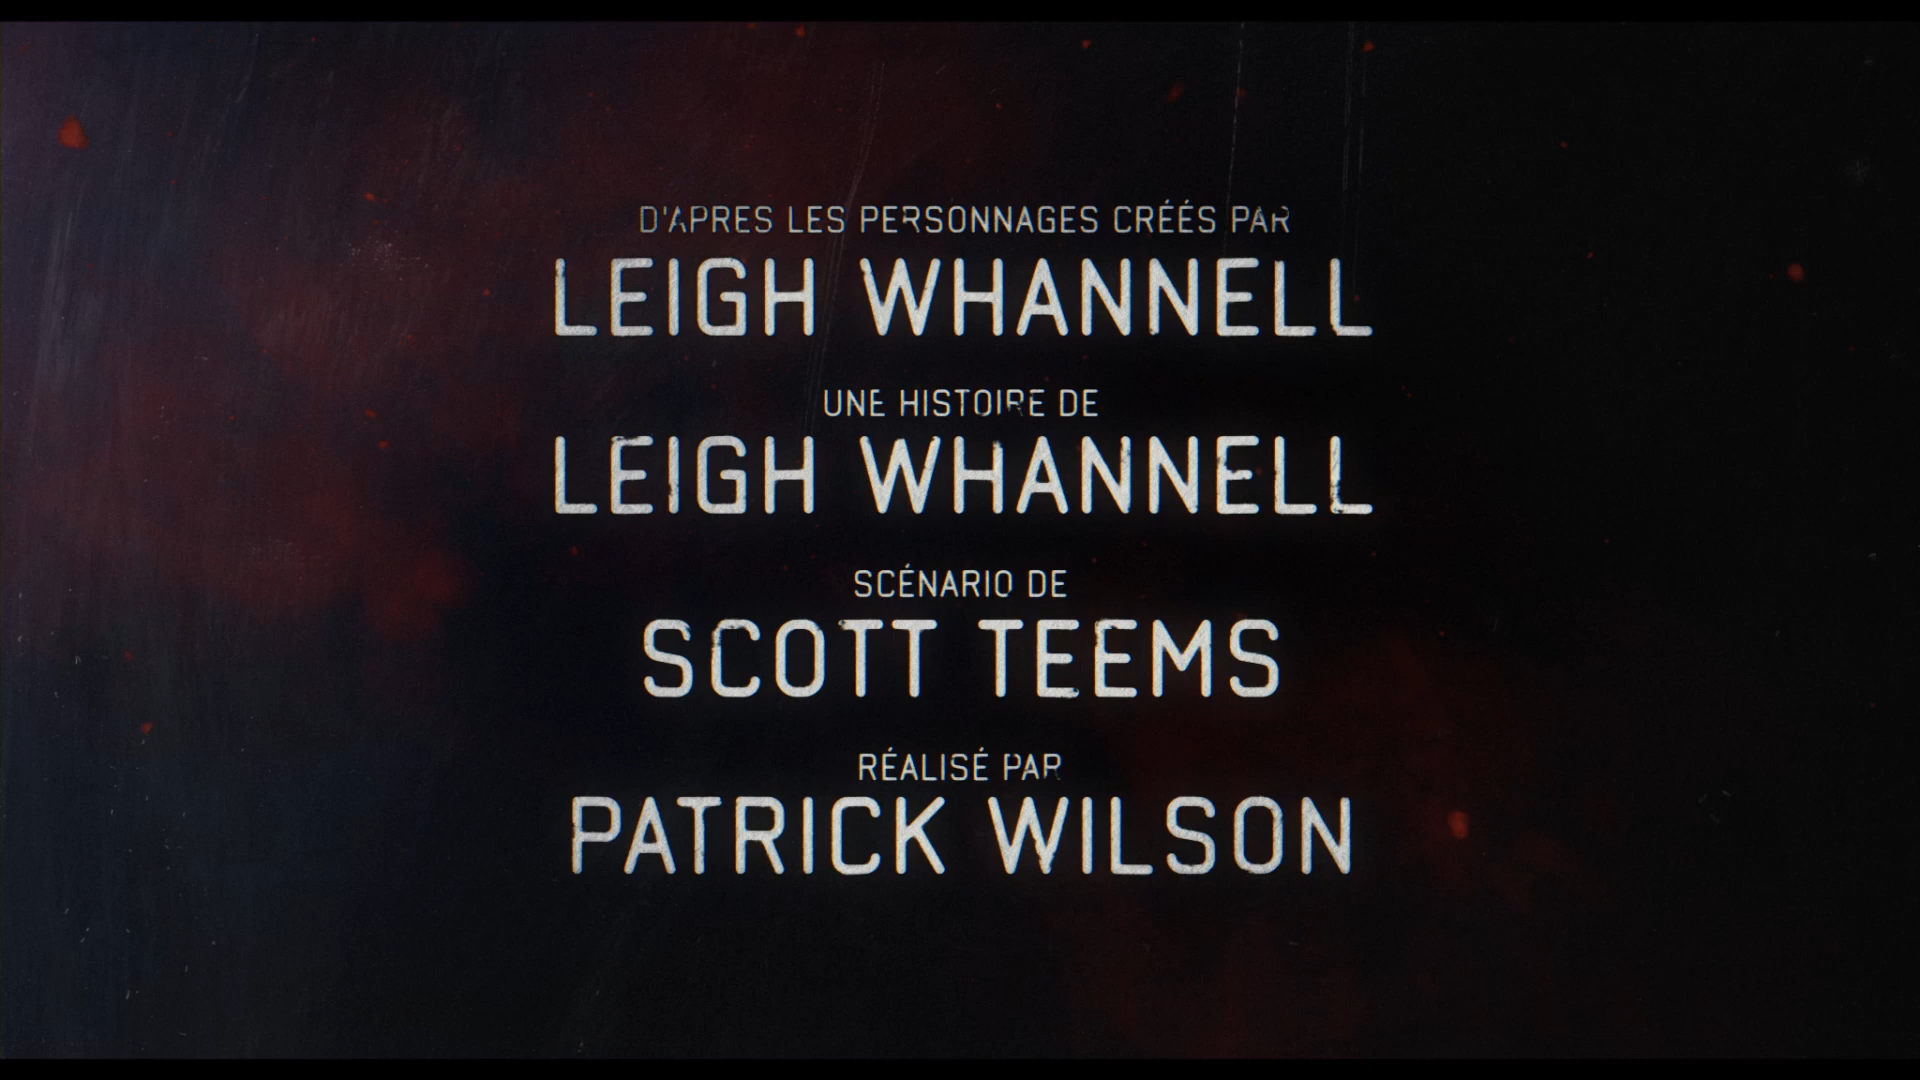 D'APRES LES PERSONNAGES CRÉÉS PAR
LEIGH WHANNELL
UNE HISTOIRE DE
LEIGH WHANNELL
SCÉNARIO DE
SCOTT TEEMS
RÉALISÉ PAR
PATRICK WILSON